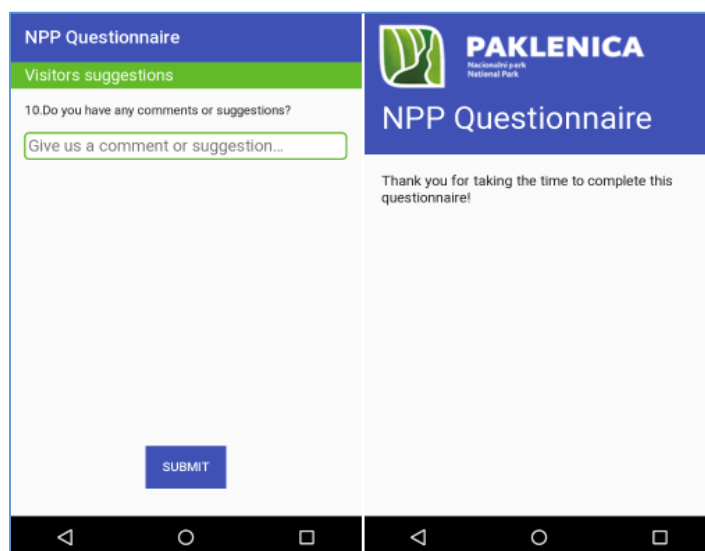 NPP Questionnaire
Visitors suggestions
10.Do you have any comments or suggestions?
Give us a comment or suggestion...
SUBMIT
PAKLENICA
Nacionalni park
National Park
NPP Questionnaire
Thank you for taking the time to complete this
questionnaire!